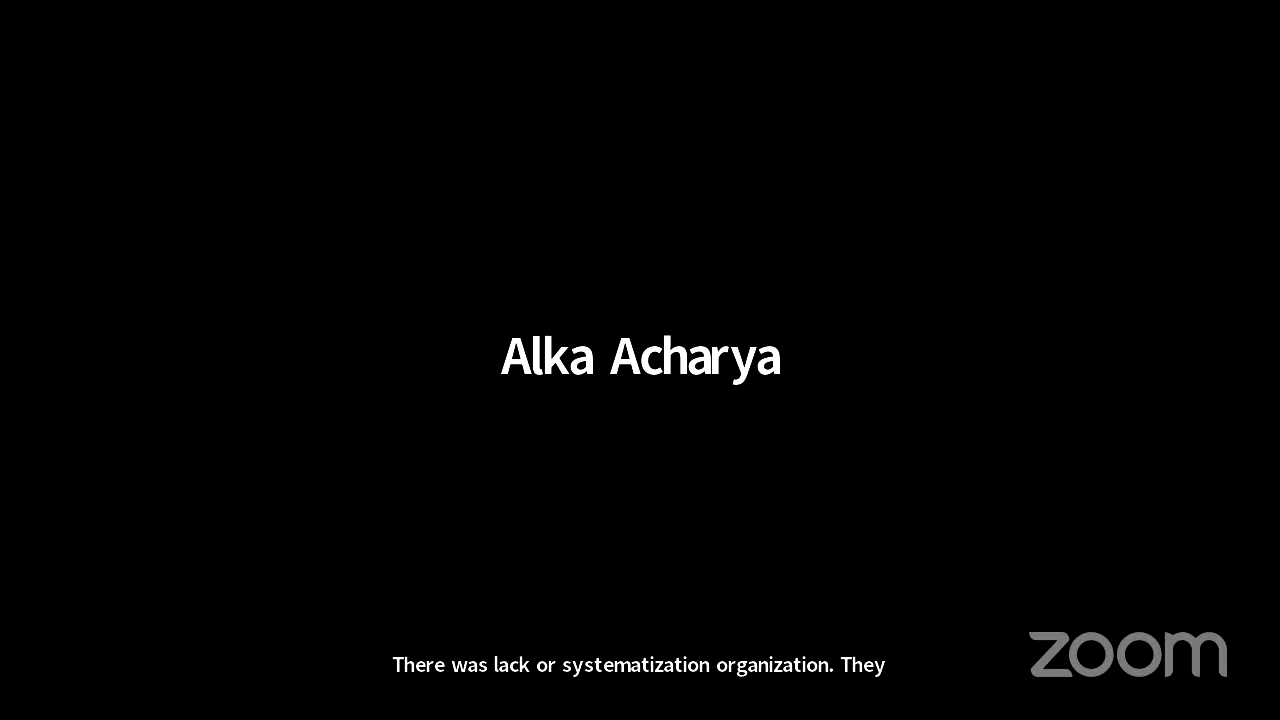 Alka Acharya
There was lack or systematization organization. They
zoom